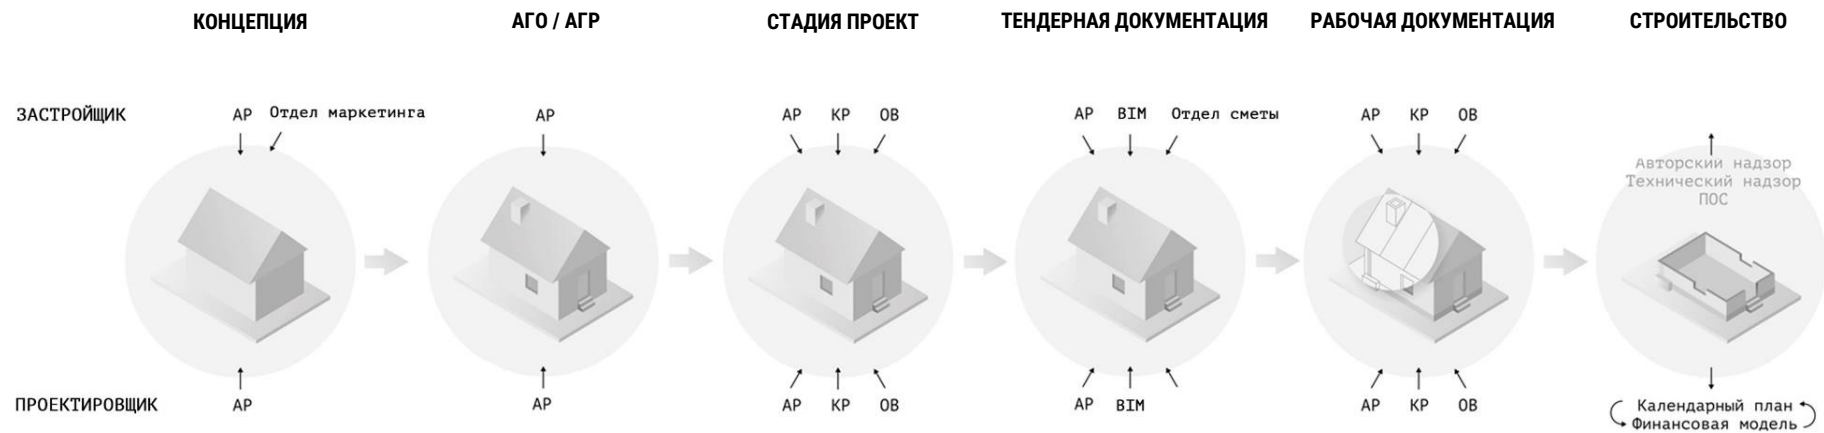 КОНЦЕПЦИЯ
АГО / АГР
СТАДИЯ ПРОЕКТ
ТЕНДЕРНАЯ ДОКУМЕНТАЦИЯ
РАБОЧАЯ ДОКУМЕНТАЦИЯ
СТРОИТЕЛЬСТВО
ЗАСТРОЙЩИК
АР Отдел маркетинга
АР
АР КР ОВ
АР BIM Отдел сметы
АР КР ОВ
Авторский надзор
Технический надзор
ПОС
ПРОЕКТИРОВЩИК
АР
АР
АР КР ОВ
АР BIM
АР КР ОВ
Календарный план
Финансовая модель